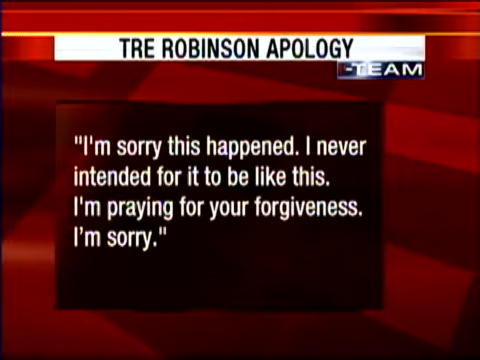 TRE ROBINSON APOLOGY
I-TEAM
"I'm sorry this happened. I never
intended for it to be like this.
I'm praying for your forgiveness.
I'm sorry."